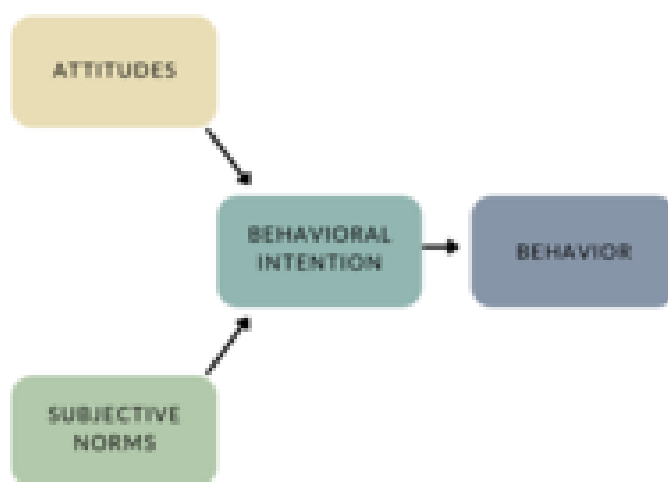 ATTITUDES
BEHAVIORAL
INTENTION
BEHAVIOR
SUBJECTIVE
NORMS